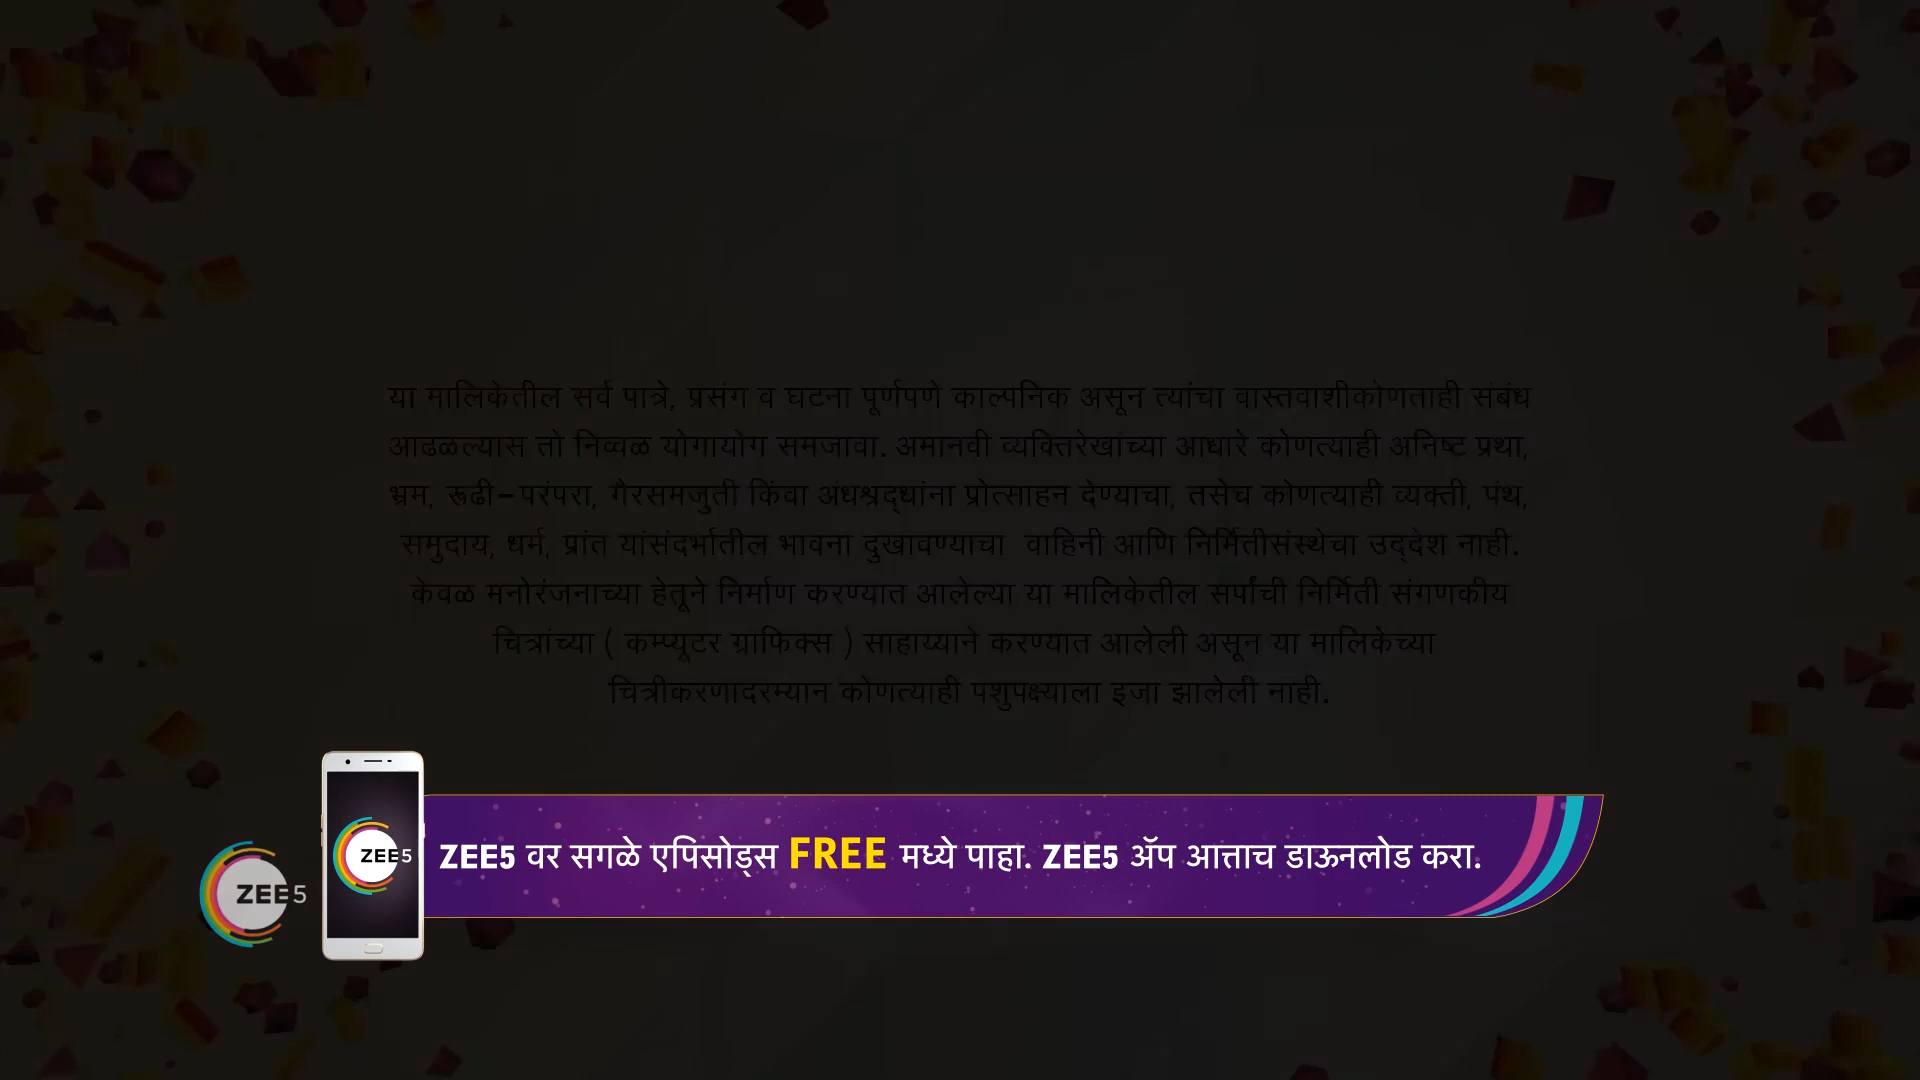 या मालिकेतील सर्व पात्रे, प्रसंग व घटना पूर्णपणे काल्पनिक असून त्यांचा वास्तवाशीकोणताही संबंध
आढळल्यास तो निव्वळ योगायोग समजावा. अमानवी व्यक्तिरेखांच्या आधारे कोणत्याही अनिष्ट प्रथा,
भ्रम, रूढी-परंपरा, गैरसमजुती किंवा अंधश्रद्धांना प्रोत्साहन देण्याचा, तसेच कोणत्याही व्यक्ती, पंथ,
समुदाय, धर्म, प्रांत यांसंदर्भातील भावना दुखावण्याचा वाहिनी आणि निर्मितीसंस्थेचा उद्देश नाही.
केवळ मनोरंजनाच्या हेतूने निर्माण करण्यात आलेल्या या मालिकेतील सर्पांची निर्मिती संगणकीय
चित्रांच्या ( कम्प्यूटर ग्राफिक्स ) साहाय्याने करण्यात आलेली असून या मालिकेच्या
चित्रीकरणादरम्यान कोणत्याही पशुपक्ष्याला इजा झालेली नाही.
ZEE5
ZEE5
ZEE5 वर सगळे एपिसोड्स FREE मध्ये पाहा. ZEE5 ॲप आत्ताच डाऊनलोड करा.